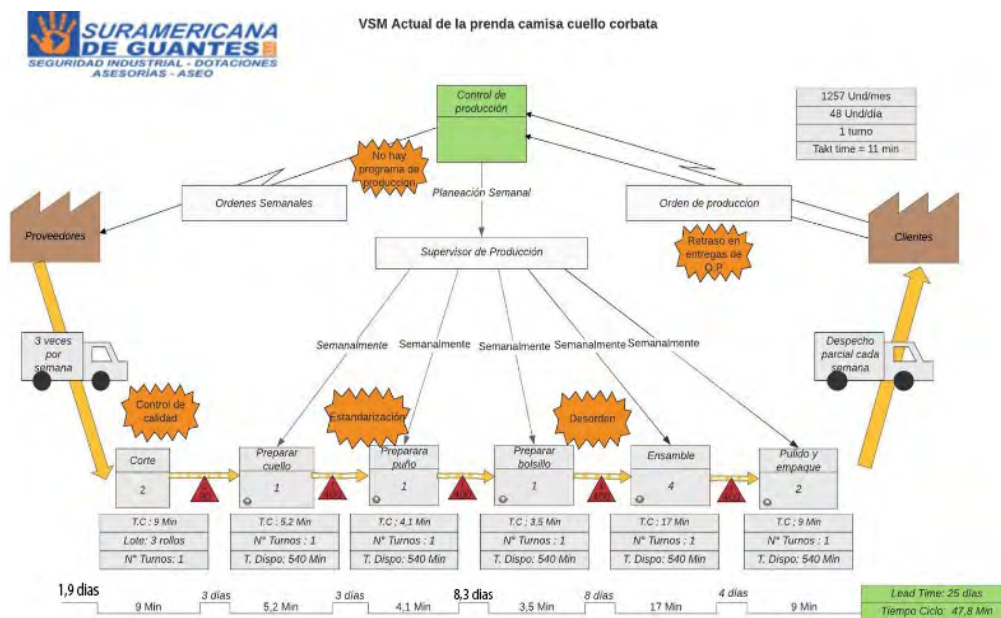 VSM Actual de la prenda camisa cuello corbata
SURAMERICANA
DE GUANTES
SEGURIDAD INDUSTRIAL - DOTACIONES
ASESORÍAS - ASEO
Control de
producción
1257 Und/mes
48 Und/día
1 turno
Takt time = 11 min
No hay
programa de
produccion
Planeación Semanal
Ordenes Semanales
Orden de produccion
Proveedores
Clientes
Supervisor de Producción
Retraso en
entregas de
O.P
3 veces
por
semana
Semanalmente
Semanalmente
Semanalmente
Semanalmente
Semanalmente
Despecho
parcial cada
semana
Control de
calidad
Estandarización
Desorden
Corte
2
Preparar
cuello
1
Preparara
puño
1
Preparar
bolsillo
1
Ensamble
4
Pulido y
empaque
2
T.C : 9 Min
Lote: 3 rollos
N° Turnos: 1
T.C : 5,2 Min
N° Turnos : 1
T. Dispo: 540 Min
T.C ; 4,1 Min
N° Turnos : 1
T. Dispo: 540 Min
T.C : 3,5 Min
N° Turnos : 1
T. Dispo: 540 Min
T.C : 17 Min
N° Turnos : 1
T. Dispo: 540 Min
T.C : 9 Min
N° Turnos : 1
T. Dispo: 540 Min
1,9 dias
9 Min
3 días
5,2 Min
3 días
4,1 Min
8,3 dias
3,5 Min
8 días
17 Min
4 días
9 Min
Lead Time: 25 días
Tiempo Ciclo: 47,8 Min